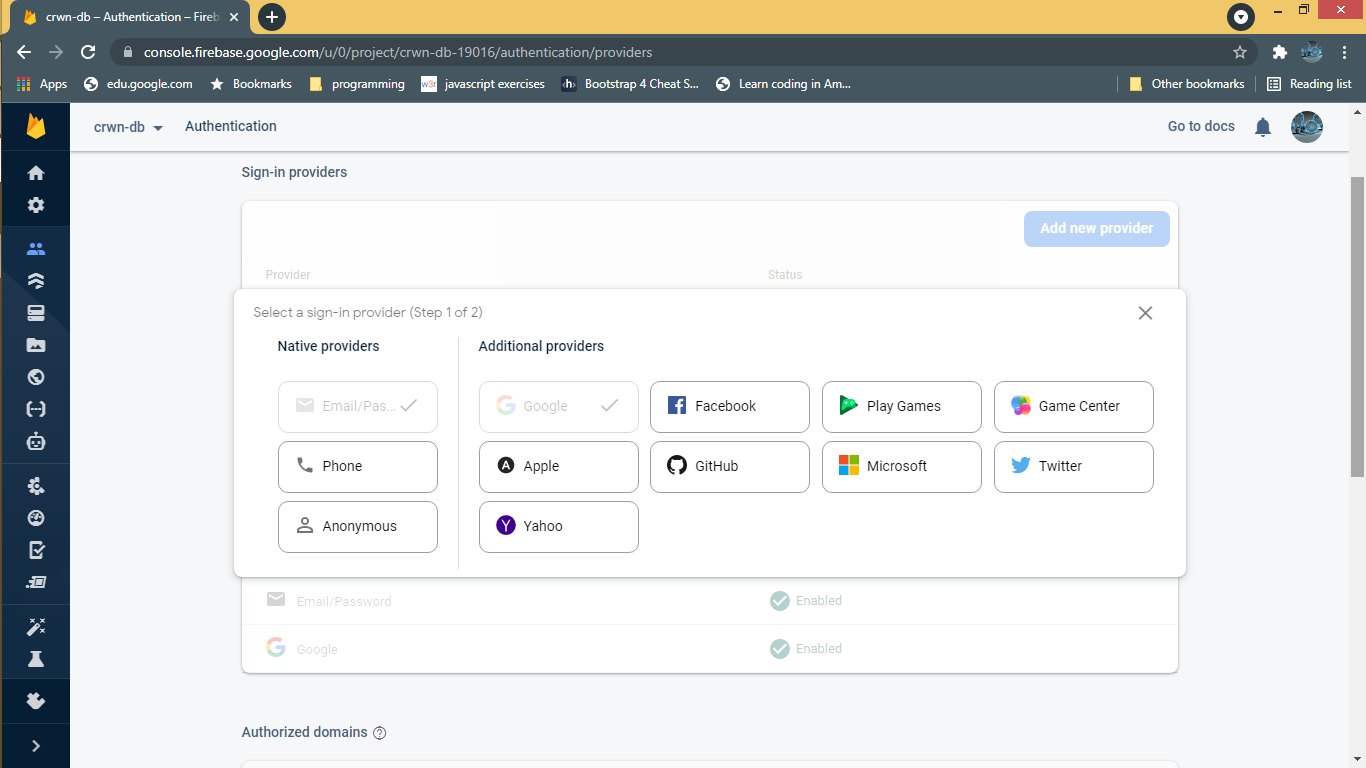 crwn-db – Authentication – Fireb
console.firebase.google.com/u/0/project/crwn-db-19016/authentication/providers
Apps edu.google.com Bookmarks programming w3r javascript exercises h Bootstrap 4 Cheat S... Learn coding in Am... Other bookmarks Reading list
crwn-db Authentication Go to docs
Sign-in providers
Add new provider
Provider Status
Select a sign-in provider (Step 1 of 2)
Native providers Additional providers
Email/Pas... Google Facebook Play Games Game Center
Phone Apple GitHub Microsoft Twitter
Anonymous Yahoo
Email/Password Enabled
Google Enabled
Authorized domains